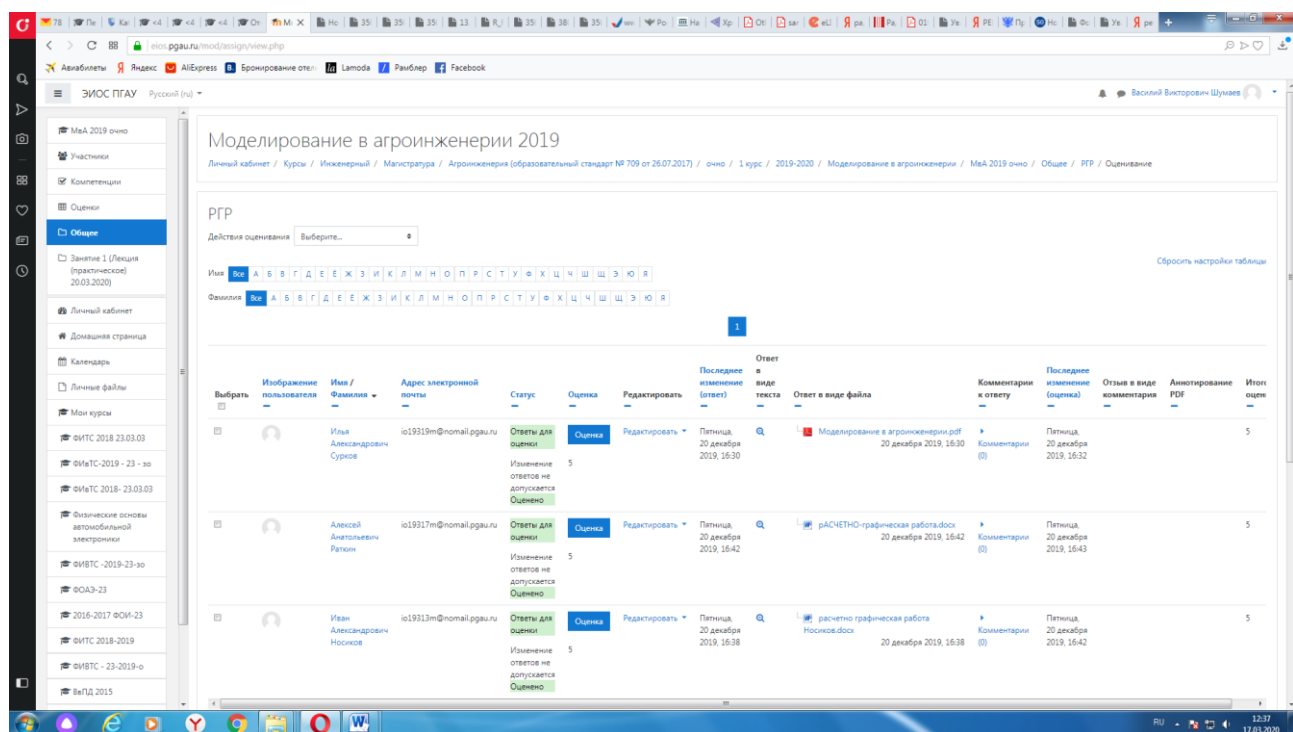 eios.pgau.ru/mod/assign/view.php
Авиабилеты Яндекс AliExpress Бронирование отел Lamoda Рамблер Facebook
ЭИОС ПГАУ Русский (ru)
Василий Викторович Шумаев
МвА 2019 очно
Участники
Компетенции
Оценки
Общее
Занятие 1 (Лекция
(практическое)
20.03.2020)
Личный кабинет
Домашняя страница
Календарь
Личные файлы
Мои курсы
ФИТС 2018 23.03.03
ФИвТС-2019 - 23 - зо
ФИвТС 2018- 23.03.03
Физические основы
автомобильной
электроники
ФИВТС -2019-23-зо
ФОАЭ-23
2016-2017 ФОИ-23
ФИТС 2018-2019
ФИВТС - 23-2019-о
ВвПД 2015
Моделирование в агроинженерии 2019
Личный кабинет / Курсы / Инженерный / Магистратура / Агроинженерия (образовательный стандарт № 709 от 26.07.2017) / очно / 1 курс / 2019-2020 / Моделирование в агроинженерии / МвА 2019 очно / Общее / РГР / Оценивание
РГР
Действия оценивания Выберите...
Сбросить настройки таблицы
Имя Все А Б В Г Д Е Ё Ж З И К Л М Н О П Р С Т У Ф Х Ц Ч Ш Щ Э Ю Я
Фамилия Все А Б В Г Д Е Ё Ж З И К Л М Н О П Р С Т У Ф Х Ц Ч Ш Щ Э Ю Я
1
Выбрать
Изображение
пользователя
Имя /
Фамилия
Адрес электронной
почты
Статус
Оценка
Редактировать
Последнее
изменение
(ответ)
Ответ
в
виде
текста
Ответ в виде файла
Комментарии
к ответу
Последнее
изменение
(оценка)
Отзыв в виде
комментария
Аннотирование
PDF
Итого
оцен
Илья
Александрович
Сурков
io19319m@nomail.pgau.ru
Ответы для
оценки
Изменение
ответов не
допускается
Оценено
Оценка
5
Редактировать
Пятница,
20 декабря
2019, 16:30
Моделирование в агроинженерии.pdf
20 декабря 2019, 16:30
Комментарии
(0)
Пятница,
20 декабря
2019, 16:32
5
Алексей
Анатольевич
Раткин
io19317m@nomail.pgau.ru
Ответы для
оценки
Изменение
ответов не
допускается
Оценено
Оценка
5
Редактировать
Пятница,
20 декабря
2019, 16:42
рАСЧЕТНО-графическая работа.docx
20 декабря 2019, 16:42
Комментарии
(0)
Пятница,
20 декабря
2019, 16:43
5
Иван
Александрович
Носиков
io19313m@nomail.pgau.ru
Ответы для
оценки
Изменение
ответов не
допускается
Оценено
Оценка
5
Редактировать
Пятница,
20 декабря
2019, 16:38
расчетно графическая работа
Носиков.docx
20 декабря 2019, 16:38
Комментарии
(0)
Пятница,
20 декабря
2019, 16:42
5
RU
12:37
17.03.2020